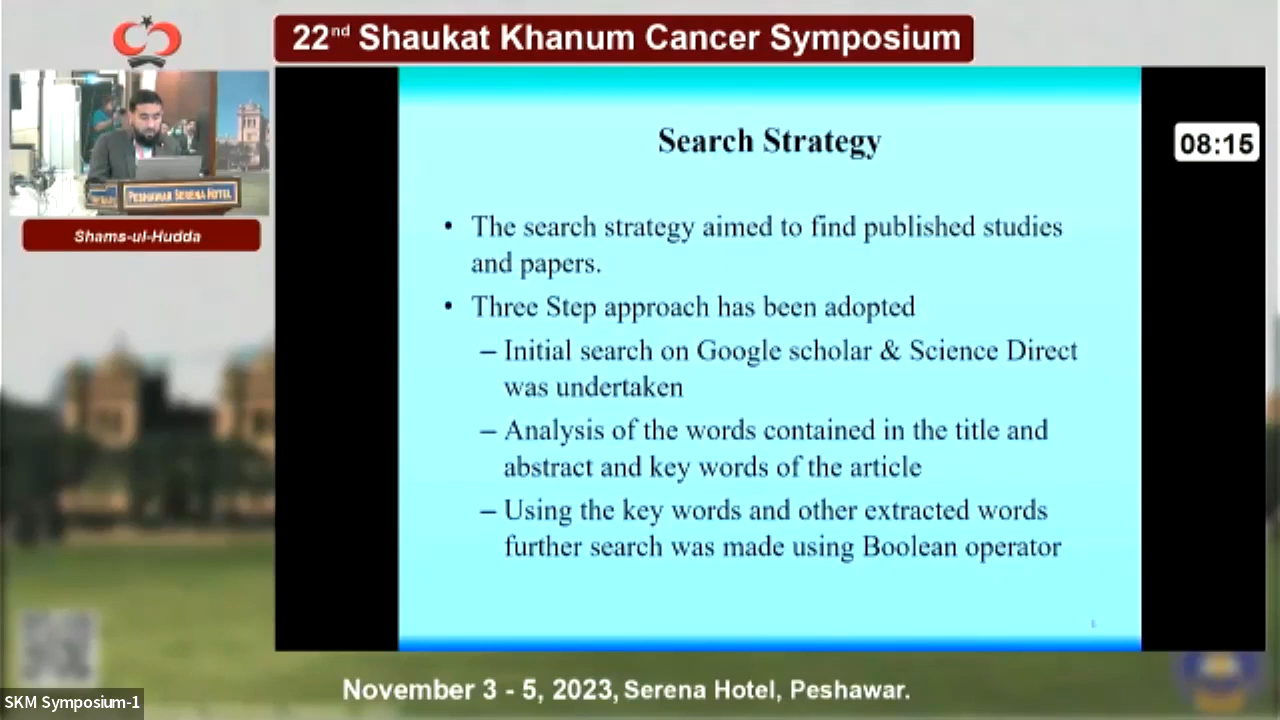 22nd Shaukat Khanum Cancer Symposium
PESHAWAR SERENA HOTEL
Shams-ul-Hudda
08:15
Search Strategy
• The search strategy aimed to find published studies
and papers.
• Three Step approach has been adopted
– Initial search on Google scholar & Science Direct
was undertaken
– Analysis of the words contained in the title and
abstract and key words of the article
– Using the key words and other extracted words
further search was made using Boolean operator
November 3 - 5, 2023, Serena Hotel, Peshawar.
SKM Symposium-1